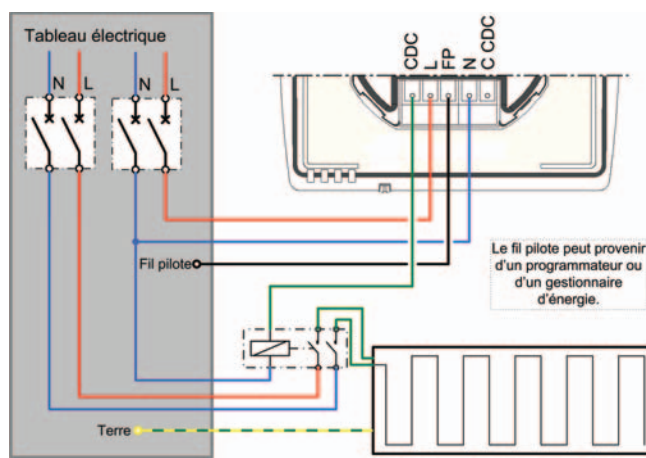 Tableau électrique
N L
N L
CDC
L
FP
N
C CDC
Fil pilote
Le fil pilote peut provenir
d'un programmateur ou
d'un gestionnaire
d'énergie.
Terre